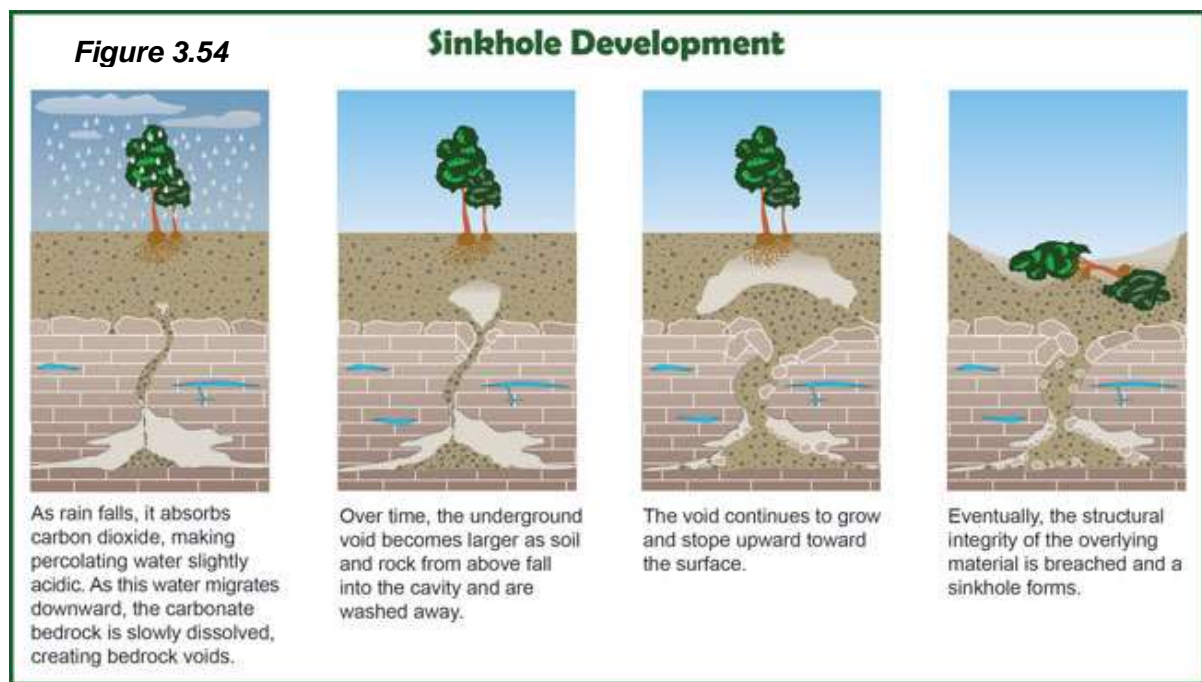 Figure 3.54
Sinkhole Development
As rain falls, it absorbs
carbon dioxide, making
percolating water slightly
acidic. As this water migrates
downward, the carbonate
bedrock is slowly dissolved,
creating bedrock voids.
Over time, the underground
void becomes larger as soil
and rock from above fall
into the cavity and are
washed away.
The void continues to grow
and stope upward toward
the surface.
Eventually, the structural
integrity of the overlying
material is breached and a
sinkhole forms.